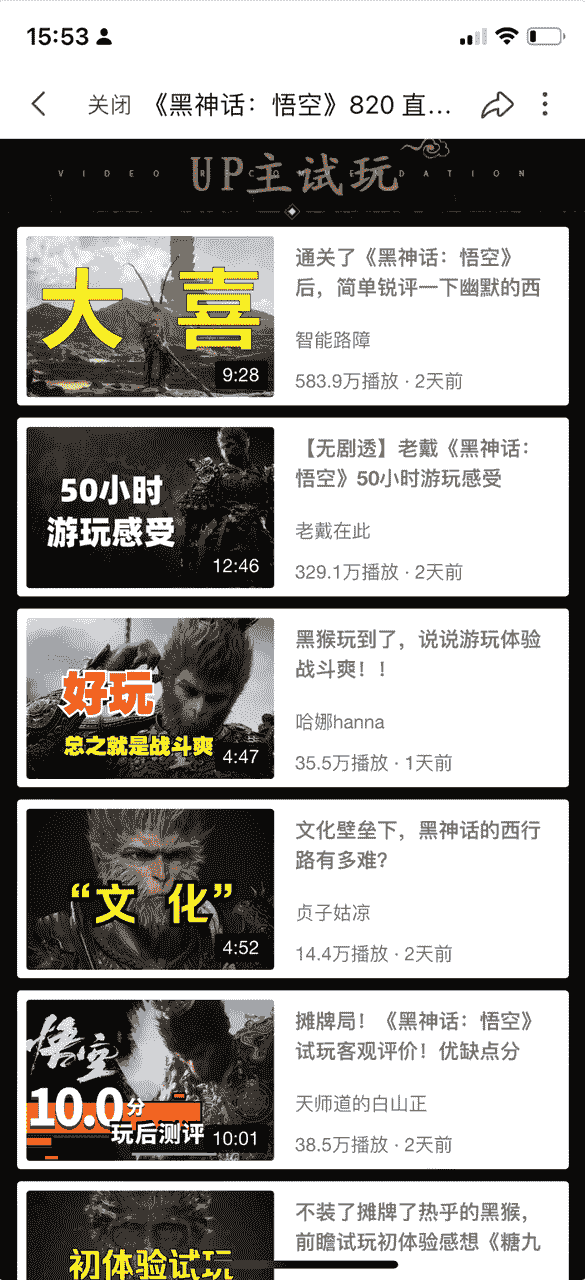 15:53
关闭 《黑神话：悟空》820 直...
UP主试玩
大喜
9:28
通关了《黑神话：悟空》
后，简单锐评一下幽默的西
智能路障
583.9万播放 · 2天前
50小时
游玩感受
12:46
【无剧透】老戴《黑神话：
悟空》50小时游玩感受
老戴在此
329.1万播放 · 2天前
好玩
总之就是战斗爽
4:47
黑猴玩到了，说说游玩体验
战斗爽！！
哈娜hanna
35.5万播放 · 1天前
“文化”
4:52
文化壁垒下，黑神话的西行
路有多难？
贞子姑凉
14.4万播放 · 2天前
悟空
10.0分
玩后测评
10:01
摊牌局！《黑神话：悟空》
试玩客观评价！优缺点分
天师道的白山正
38.5万播放 · 2天前
初体验试玩
不装了摊牌了热乎的黑猴，
前瞻试玩初体验感想《糖九